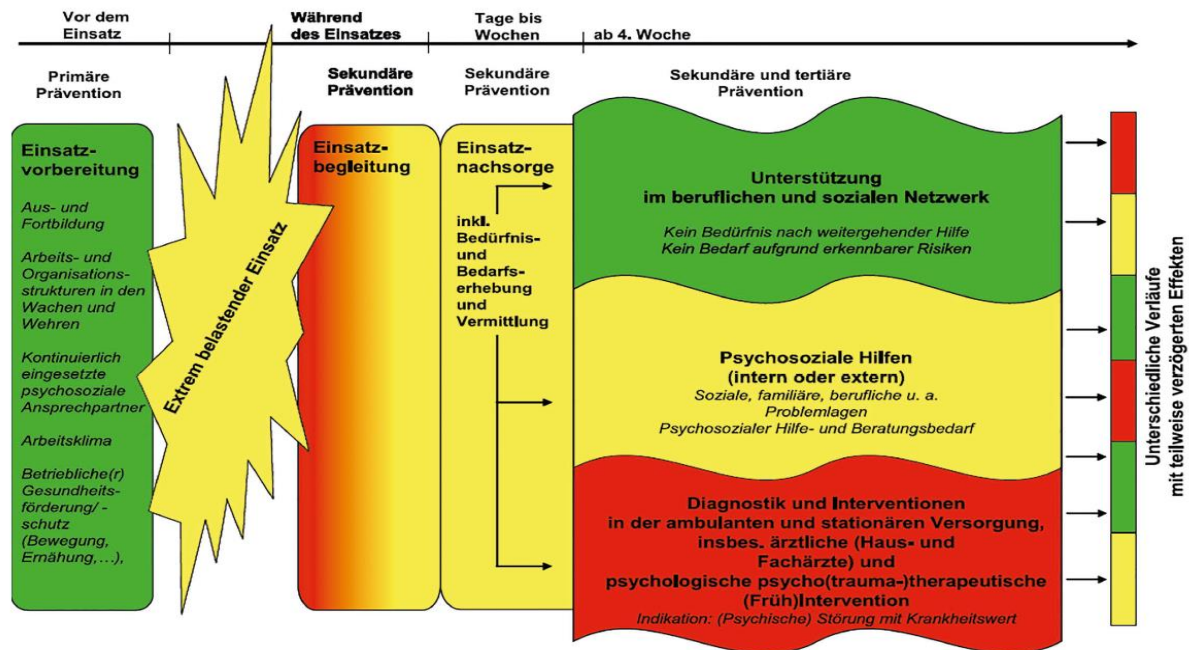 Vor dem
Einsatz
Während
des Einsatzes
Tage bis
Wochen
ab 4. Woche
Primäre
Prävention
Sekundäre
Prävention
Sekundäre
Prävention
Sekundäre und tertiäre
Prävention
Einsatz-
vorbereitung
Aus- und
Fortbildung
Arbeits- und
Organisations-
strukturen in den
Wachen und
Wehren
Kontinuierlich
eingesetzte
psychosoziale
Ansprechpartner
Arbeitsklima
Betriebliche(r)
Gesundheits-
förderung/ -
schutz
(Bewegung,
Ernährung,…),
Extrem belastender Einsatz
Einsatz-
begleitung
Einsatz-
nachsorge
inkl.
Bedürfnis-
und
Bedarfs-
erhebung
und
Vermittlung
Unterstützung
im beruflichen und sozialen Netzwerk
Kein Bedürfnis nach weitergehender Hilfe
Kein Bedarf aufgrund erkennbarer Risiken
Psychosoziale Hilfen
(intern oder extern)
Soziale, familiäre, berufliche u. a.
Problemlagen
Psychosozialer Hilfe- und Beratungsbedarf
Diagnostik und Interventionen
in der ambulanten und stationären Versorgung,
insbes. ärztliche (Haus- und
Fachärzte) und
psychologische psycho(trauma-)therapeutische
(Früh)Intervention
Indikation: (Psychische) Störung mit Krankheitswert
Unterschiedliche Verläufe
mit teilweise verzögerten Effekten